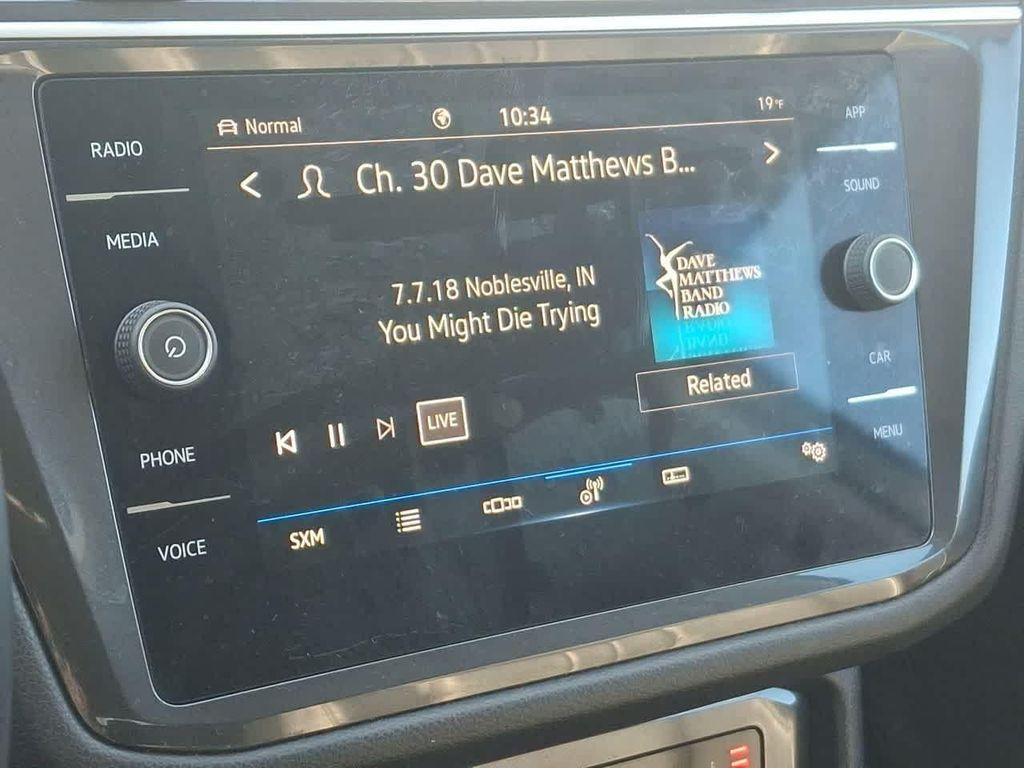 RADIO
MEDIA
PHONE
VOICE
Normal
10:34
19°F
Ch. 30 Dave Matthews B...
7.7.18 Noblesville, IN
You Might Die Trying
DAVE
MATTHEWS
BAND
RADIO
Related
LIVE
SXM
APP
SOUND
CAR
MENU